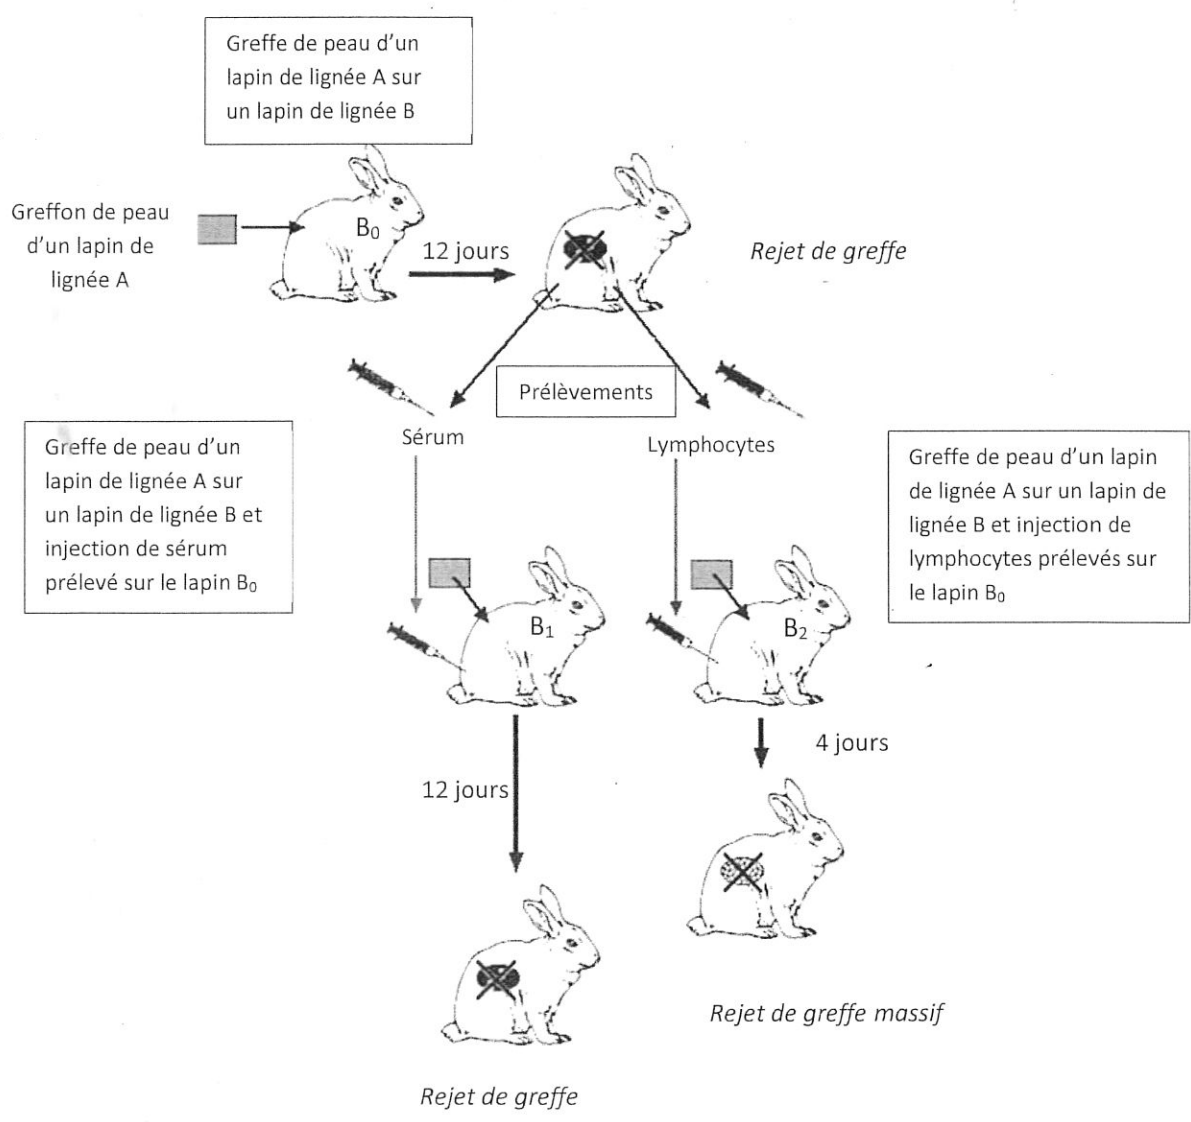 Greffe de peau d'un
lapin de lignée A sur
un lapin de lignée B
Greffon de peau
d'un lapin de
lignée A
B₀
12 jours
Rejet de greffe
Prélèvements
Sérum
Lymphocytes
Greffe de peau d'un
lapin de lignée A sur
un lapin de lignée B et
injection de sérum
prélevé sur le lapin B₀
Greffe de peau d'un lapin
de lignée A sur un lapin de
lignée B et injection de
lymphocytes prélevés sur
le lapin B₀
B₁
B₂
12 jours
4 jours
Rejet de greffe
Rejet de greffe massif